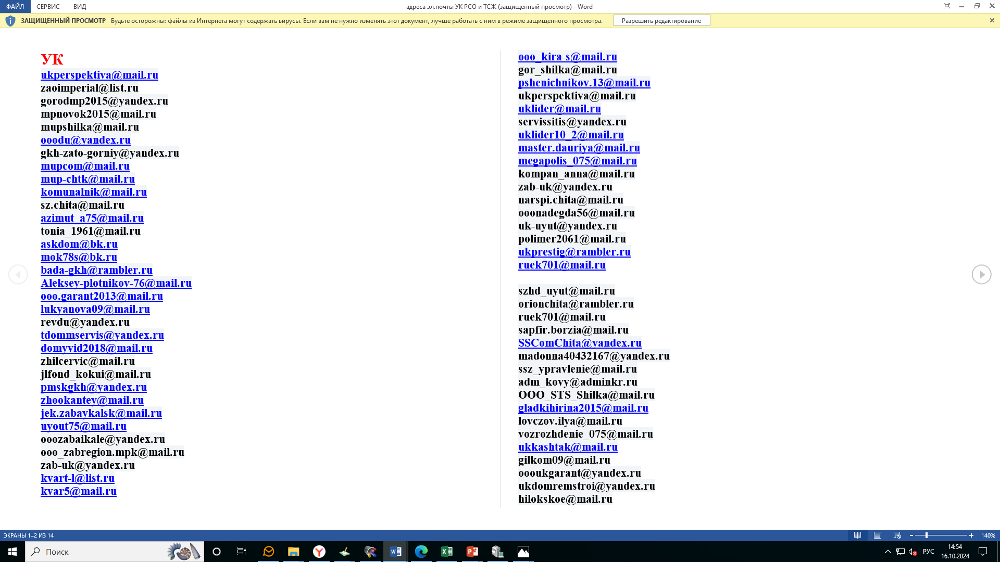 ФАЙЛ СЕРВИС ВИД адреса эл.почты УК РСО и ТСЖ (защищенный просмотр) - Word
ЗАЩИЩЕННЫЙ ПРОСМОТР Будьте осторожны: файлы из Интернета могут содержать вирусы. Если вам не нужно изменять этот документ, лучше работать с ним в режиме защищенного просмотра. Разрешить редактирование
УК
ukperspektiva@mail.ru
zaoimperial@list.ru
gorodmp2015@yandex.ru
mpnovok2015@mail.ru
mupshilka@mail.ru
ooodu@yandex.ru
gkh-zato-gorniy@yandex.ru
mupcom@mail.ru
mup-chtk@mail.ru
komunalnik@mail.ru
sz.chita@mail.ru
azimut_a75@mail.ru
tonia_1961@mail.ru
askdom@bk.ru
mok78s@bk.ru
bada-gkh@rambler.ru
Aleksey-plotnikov-76@mail.ru
ooo.garant2013@mail.ru
lukyanova09@mail.ru
revdu@yandex.ru
tdommservis@yandex.ru
domyvid2018@mail.ru
zhilcervic@mail.ru
jlfond_kokui@mail.ru
pmskgkh@yandex.ru
zhookantey@mail.ru
jek.zabaykalsk@mail.ru
uyout75@mail.ru
ooozabaikale@yandex.ru
ooo_zabregion.mpk@mail.ru
zab-uk@yandex.ru
kvart-l@list.ru
kvar5@mail.ru
ooo_kira-s@mail.ru
gor_shilka@mail.ru
pshenichnikov.13@mail.ru
ukperspektiva@mail.ru
uklider@mail.ru
servissitis@yandex.ru
uklider10_2@mail.ru
master.dauriya@mail.ru
megapolis_075@mail.ru
kompan_anna@mail.ru
zab-uk@yandex.ru
narspi.chita@mail.ru
ooonadegda56@mail.ru
uk-uyut@yandex.ru
polimer2061@mail.ru
ukprestig@rambler.ru
ruek701@mail.ru
szhd_uyut@mail.ru
orionchita@rambler.ru
ruek701@mail.ru
sapfir.borzia@mail.ru
SSComChita@yandex.ru
madonna40432167@yandex.ru
ssz_ypravlenie@mail.ru
adm_kovy@adminkr.ru
OOO_STS_Shilka@mail.ru
gladkihirina2015@mail.ru
lovczov.ilya@mail.ru
vozrozhdenie_075@mail.ru
ukkashtak@mail.ru
gilkom09@mail.ru
oooukgarant@yandex.ru
ukdomremstroi@yandex.ru
hilokskoe@mail.ru
ЭКРАНЫ 1–2 ИЗ 14 140%
Поиск РУС 14:54
16.10.2024